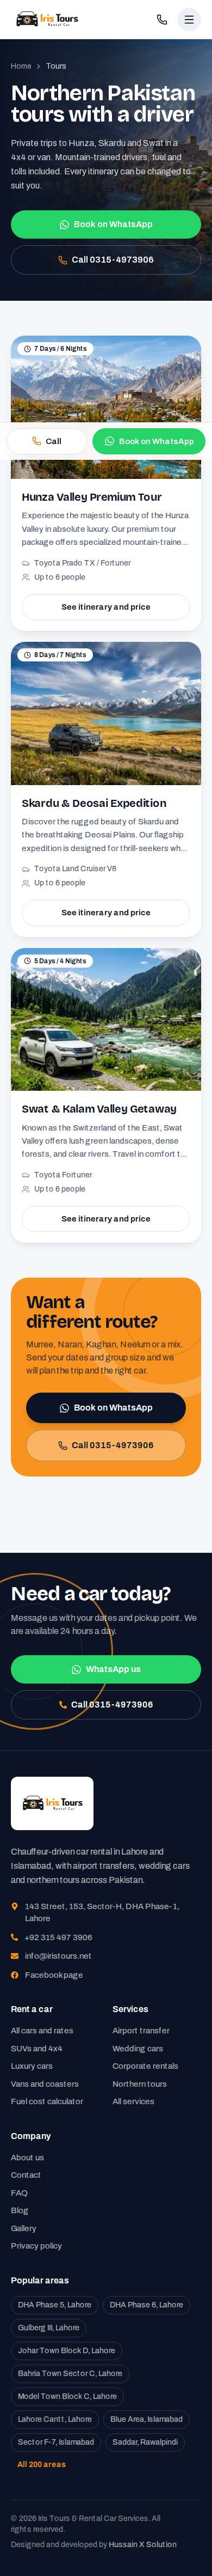 Iris Tours
Rental Car
Home > Tours
Northern Pakistan
tours with a driver
Private trips to Hunza, Skardu and Swat in a
4x4 or van. Mountain-trained drivers, fuel and
tolls included. Every itinerary can be changed to
suit you.
Book on WhatsApp
Call 0315-4973906
7 Days / 6 Nights
Call
Book on WhatsApp
Hunza Valley Premium Tour
Experience the majestic beauty of the Hunza
Valley in absolute luxury. Our premium tour
package offers specialized mountain-traine...
Toyota Prado TX / Fortuner
Up to 6 people
See itinerary and price
8 Days / 7 Nights
Skardu & Deosai Expedition
Discover the rugged beauty of Skardu and
the breathtaking Deosai Plains. Our flagship
expedition is designed for thrill-seekers wh...
Toyota Land Cruiser V8
Up to 6 people
See itinerary and price
5 Days / 4 Nights
Swat & Kalam Valley Getaway
Known as the Switzerland of the East, Swat
Valley offers lush green landscapes, dense
forests, and clear rivers. Travel in comfort t...
Toyota Fortuner
Up to 6 people
See itinerary and price
Want a
different route?
Murree, Naran, Kaghan, Neelum or a mix.
Send your dates and group size and we
will plan the trip and the right car.
Book on WhatsApp
Call 0315-4973906
Need a car today?
Message us with your dates and pickup point. We
are available 24 hours a day.
WhatsApp us
Call 0315-4973906
Iris Tours
Rental Car
Chauffeur-driven car rental in Lahore and
Islamabad, with airport transfers, wedding cars
and northern tours across Pakistan.
143 Street, 153, Sector-H, DHA Phase-1,
Lahore
+92 315 497 3906
info@iristours.net
Facebook page
Rent a car
All cars and rates
SUVs and 4x4
Luxury cars
Vans and coasters
Fuel cost calculator
Services
Airport transfer
Wedding cars
Corporate rentals
Northern tours
All services
Company
About us
Contact
FAQ
Blog
Gallery
Privacy policy
Popular areas
DHA Phase 5, Lahore
DHA Phase 6, Lahore
Gulberg III, Lahore
Johar Town Block D, Lahore
Bahria Town Sector C, Lahore
Model Town Block C, Lahore
Lahore Cantt, Lahore
Blue Area, Islamabad
Sector F-7, Islamabad
Saddar, Rawalpindi
All 200 areas
© 2026 Iris Tours & Rental Car Services. All
rights reserved.
Designed and developed by Hussain X Solution